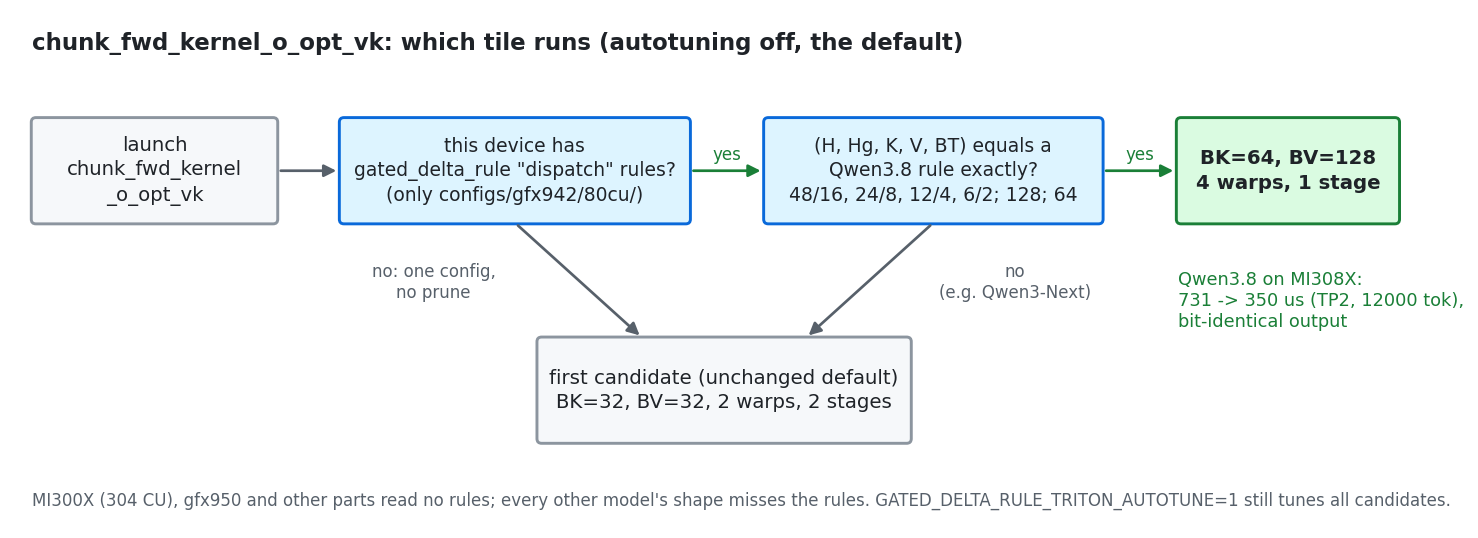 chunk_fwd_kernel_o_opt_vk: which tile runs (autotuning off, the default)
launch
chunk_fwd_kernel
_o_opt_vk
this device has
gated_delta_rule "dispatch" rules?
(only configs/gfx942/80cu/)
yes
(H, Hg, K, V, BT) equals a
Qwen3.8 rule exactly?
48/16, 24/8, 12/4, 6/2; 128; 64
yes
BK=64, BV=128
4 warps, 1 stage
no: one config,
no prune
no
(e.g. Qwen3-Next)
Qwen3.8 on MI308X:
731 -> 350 us (TP2, 12000 tok),
bit-identical output
first candidate (unchanged default)
BK=32, BV=32, 2 warps, 2 stages
MI300X (304 CU), gfx950 and other parts read no rules; every other model's shape misses the rules. GATED_DELTA_RULE_TRITON_AUTOTUNE=1 still tunes all candidates.